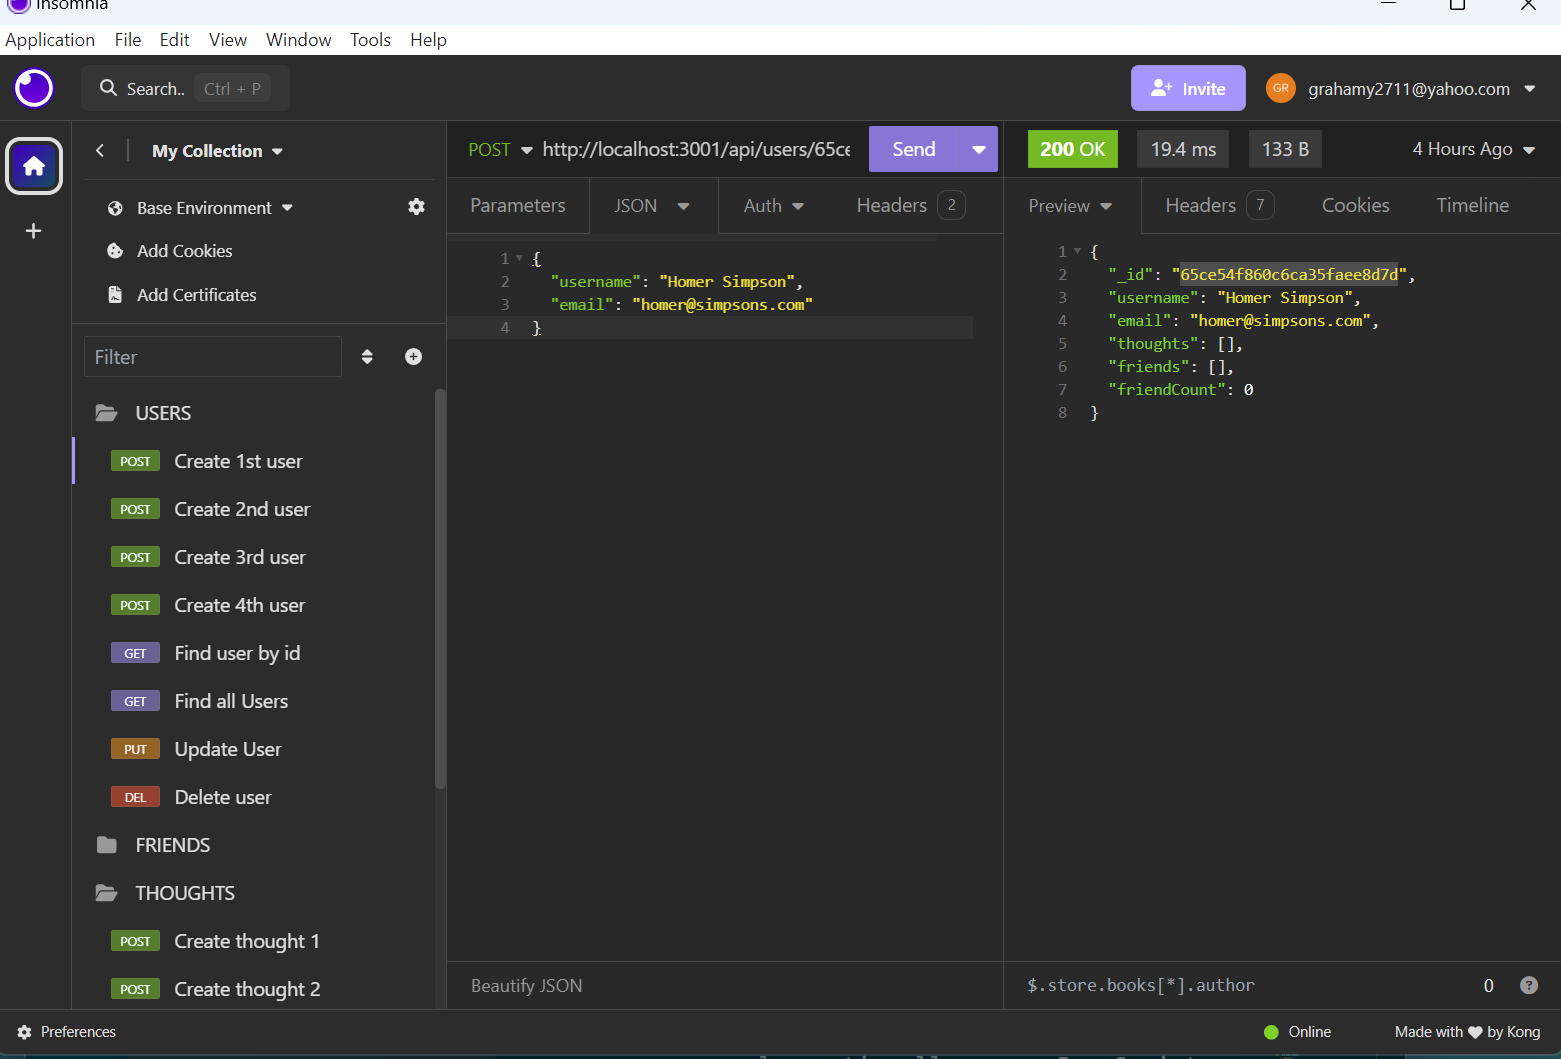 Insomnia
Application File Edit View Window Tools Help
Search.. Ctrl + P
Invite
GR grahamy2711@yahoo.com
My Collection
Base Environment
Add Cookies
Add Certificates
Filter
USERS
POST Create 1st user
POST Create 2nd user
POST Create 3rd user
POST Create 4th user
GET Find user by id
GET Find all Users
PUT Update User
DEL Delete user
FRIENDS
THOUGHTS
POST Create thought 1
POST Create thought 2
POST http://localhost:3001/api/users/65ce
Send
Parameters JSON Auth Headers 2
1 {
2 "username": "Homer Simpson",
3 "email": "homer@simpsons.com"
4 }
Beautify JSON
200 OK 19.4 ms 133 B 4 Hours Ago
Preview Headers 7 Cookies Timeline
1 {
2 "_id": "65ce54f860c6ca35faee8d7d",
3 "username": "Homer Simpson",
4 "email": "homer@simpsons.com",
5 "thoughts": [],
6 "friends": [],
7 "friendCount": 0
8 }
$.store.books[*].author 0 ?
Preferences
Online
Made with ❤ by Kong